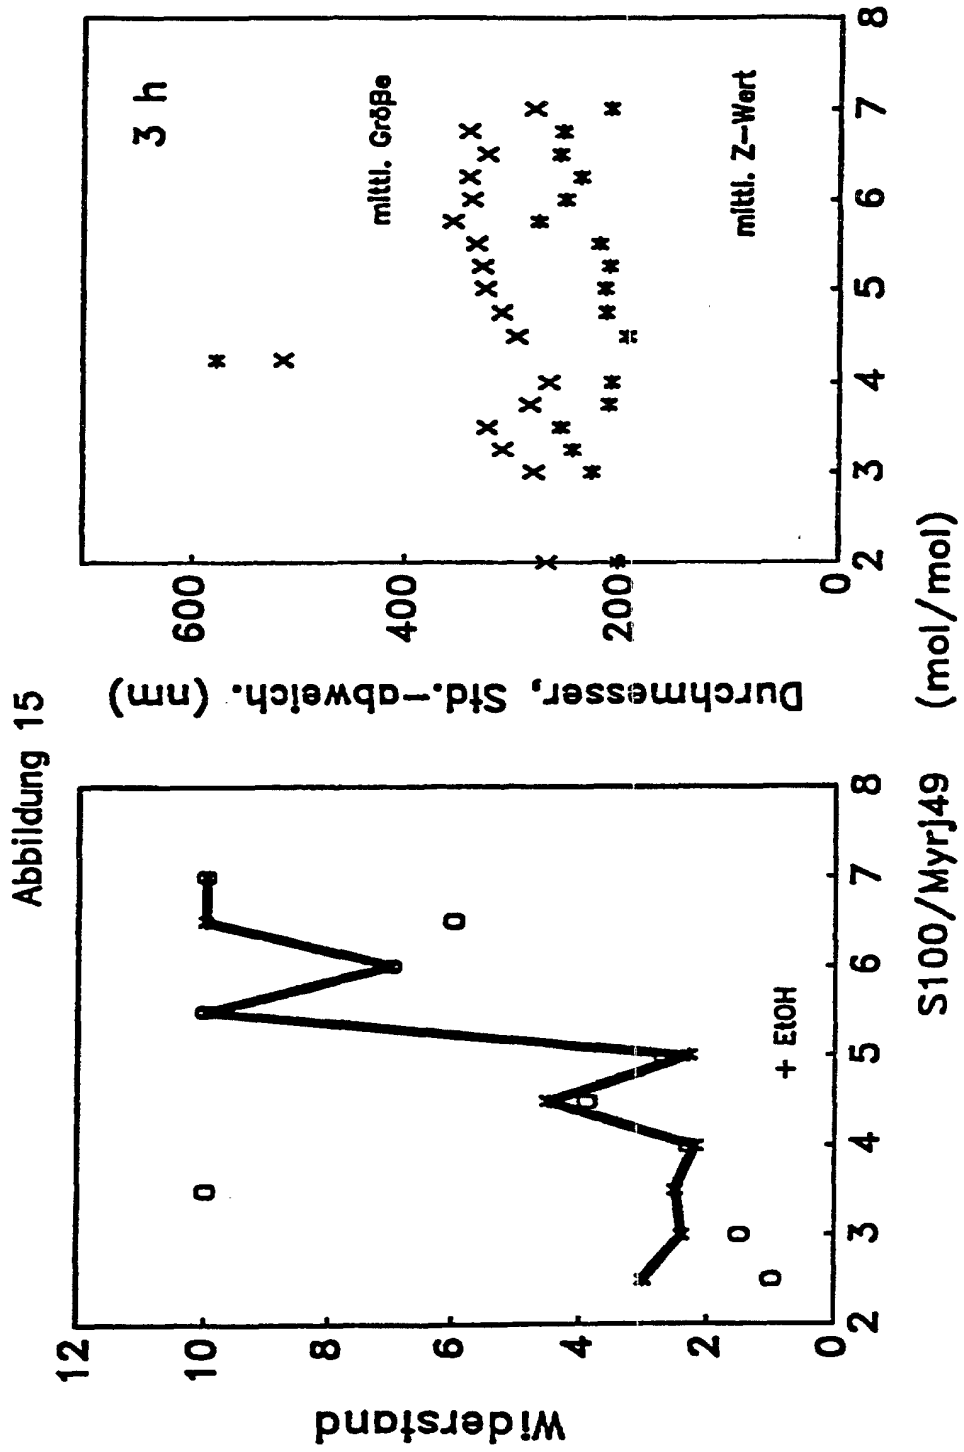 Abbildung 15
Widerstand
12
10
8
6
4
2
0
2 3 4 5 6 7 8
+ EtOH
Durchmesser, Std.-abweich. (nm)
600
400
200
0
2 3 4 5 6 7 8
3 h
mittl. Größe
mittl. Z-Wert
S100/Myrj49 (mol/mol)